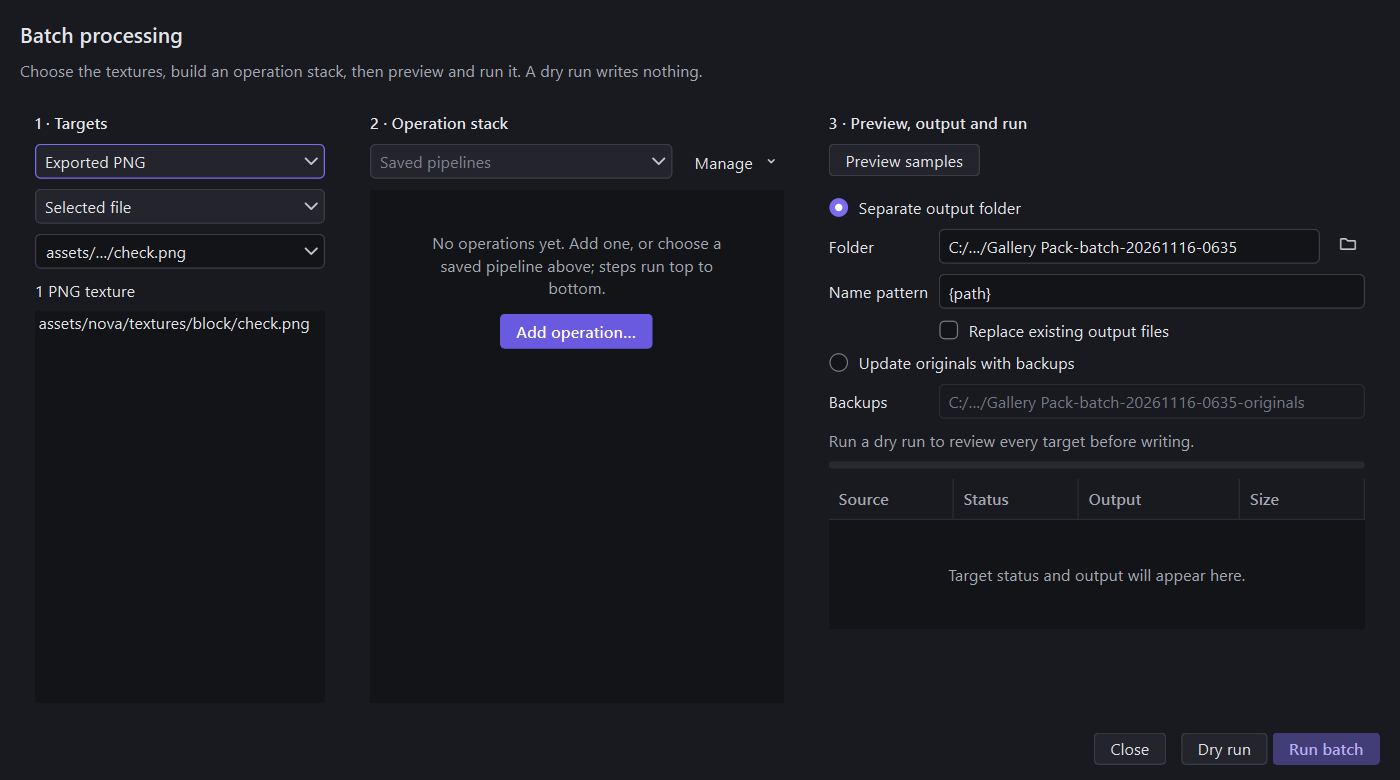 Batch processing
Choose the textures, build an operation stack, then preview and run it. A dry run writes nothing.
1 · Targets
Exported PNG
Selected file
assets/.../check.png
1 PNG texture
assets/nova/textures/block/check.png
2 · Operation stack
Saved pipelines
Manage
No operations yet. Add one, or choose a
saved pipeline above; steps run top to
bottom.
Add operation...
3 · Preview, output and run
Preview samples
Separate output folder
Folder
C:/.../Gallery Pack-batch-20261116-0635
Name pattern
{path}
Replace existing output files
Update originals with backups
Backups
C:/.../Gallery Pack-batch-20261116-0635-originals
Run a dry run to review every target before writing.
Source
Status
Output
Size
Target status and output will appear here.
Close
Dry run
Run batch